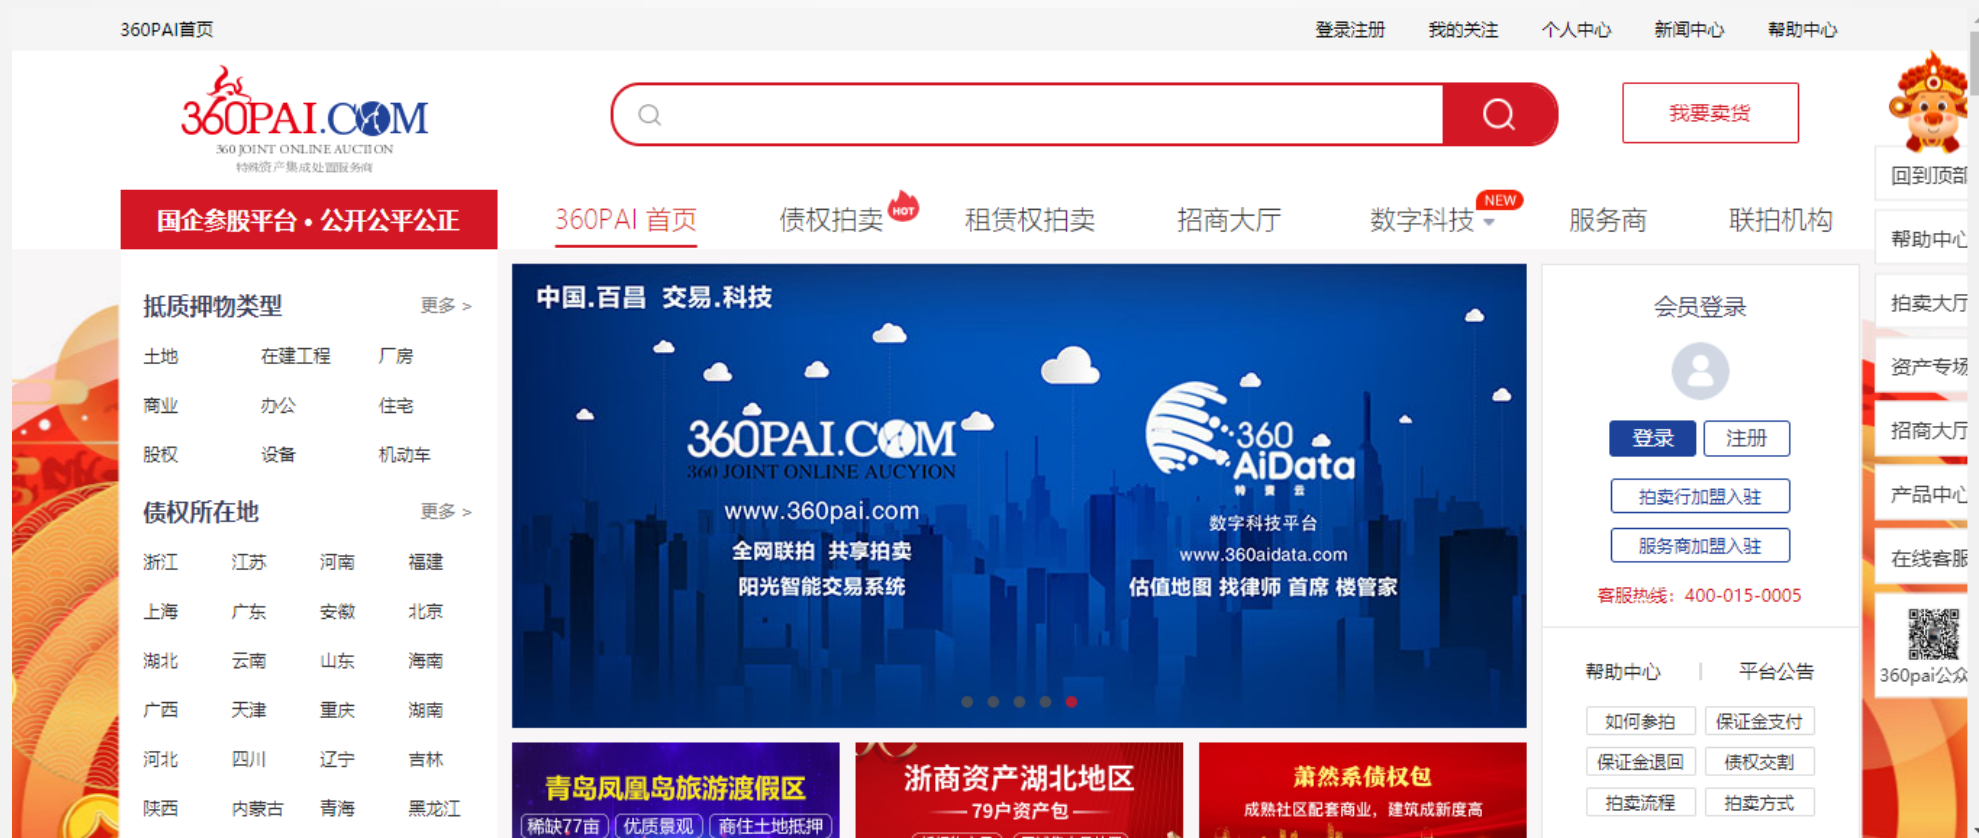 360PAI首页
登录注册 我的关注 个人中心 新闻中心 帮助中心
360PAI.COM
360 JOINT ONLINE AUCTION
特殊资产集成处置服务商
我要卖货
国企参股平台 • 公开公平公正
360PAI 首页 债权拍卖 HOT 租赁权拍卖 招商大厅 数字科技 NEW 服务商 联拍机构
抵质押物类型 更多 >
土地 在建工程 厂房
商业 办公 住宅
股权 设备 机动车
债权所在地 更多 >
浙江 江苏 河南 福建
上海 广东 安徽 北京
湖北 云南 山东 海南
广西 天津 重庆 湖南
河北 四川 辽宁 吉林
陕西 内蒙古 青海 黑龙江
中国.百昌 交易.科技
360PAI.COM
360 JOINT ONLINE AUCYION
www.360pai.com
全网联拍 共享拍卖
阳光智能交易系统
360
AiData
特 资 云
数字科技平台
www.360aidata.com
估值地图 找律师 首席 楼管家
青岛凤凰岛旅游渡假区
稀缺77亩 优质景观 商住土地抵押
浙商资产湖北地区
79户资产包
萧然系债权包
成熟社区配套商业，建筑成新度高
会员登录
登录 注册
拍卖行加盟入驻
服务商加盟入驻
客服热线：400-015-0005
帮助中心 | 平台公告
如何参拍 保证金支付
保证金退回 债权交割
拍卖流程 拍卖方式
回到顶部
帮助中心
拍卖大厅
资产专场
招商大厅
产品中心
在线客服
360pai公众